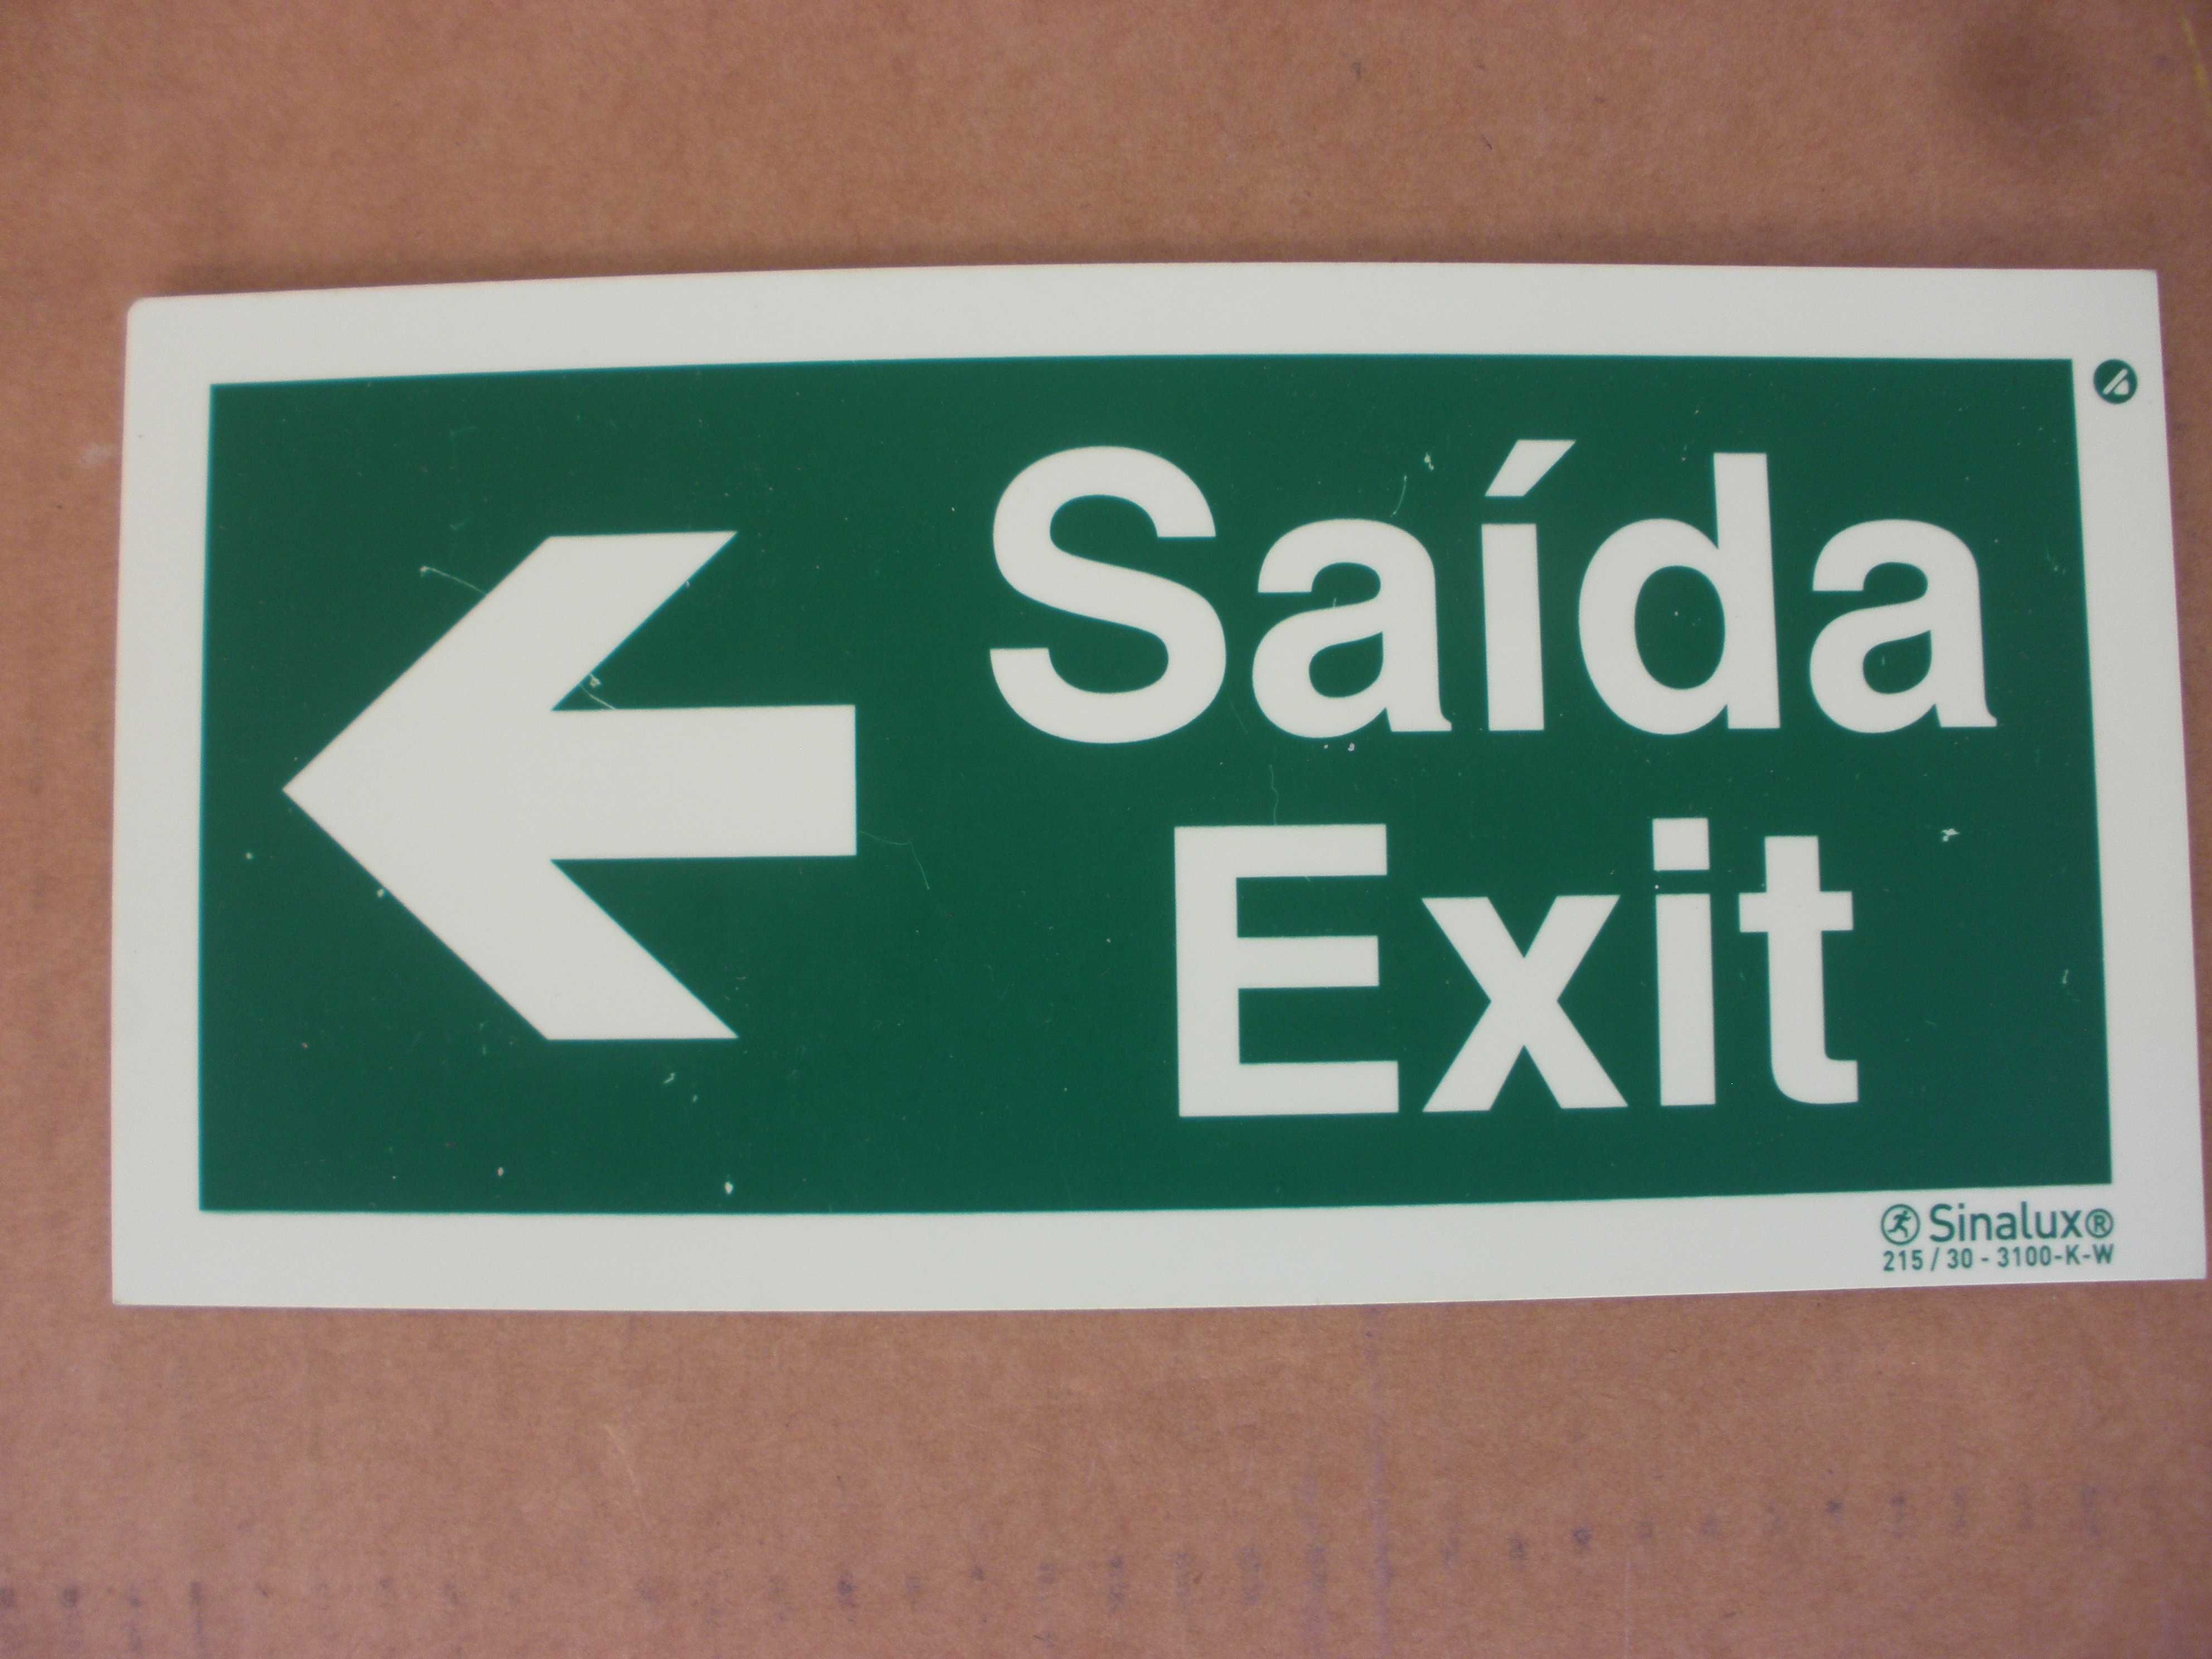 Saída
Exit
Sinalux®
215 / 30 - 3100-K-W